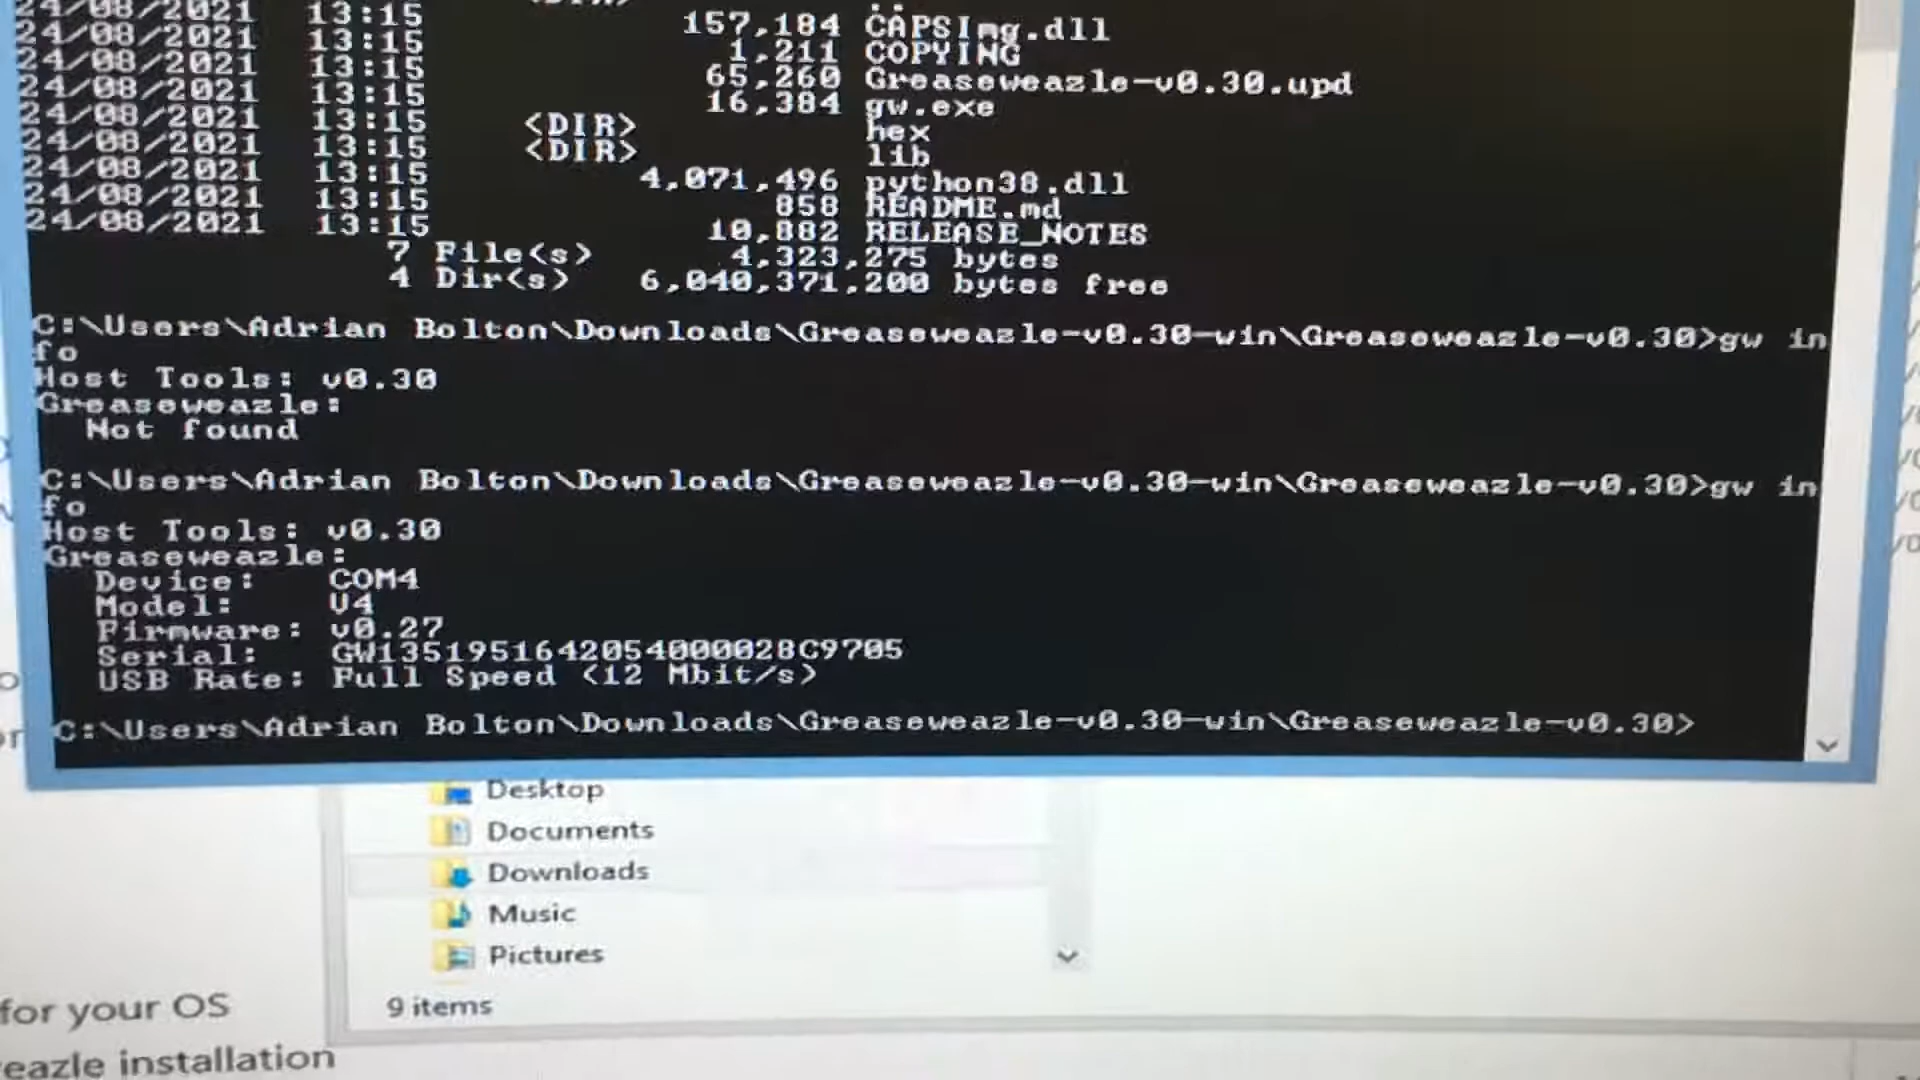 24/08/2021 13:15 <DIR> ..
24/08/2021 13:15 157,184 CAPSImg.dll
24/08/2021 13:15 1,211 COPYING
24/08/2021 13:15 65,260 Greaseweazle-v0.30.upd
24/08/2021 13:15 16,384 gw.exe
24/08/2021 13:15 <DIR> hex
24/08/2021 13:15 <DIR> lib
24/08/2021 13:15 4,071,496 python38.dll
24/08/2021 13:15 858 README.md
24/08/2021 13:15 10,882 RELEASE_NOTES
7 File(s) 4,323,275 bytes
4 Dir(s) 6,040,371,200 bytes free
C:\Users\Adrian Bolton\Downloads\Greaseweazle-v0.30-win\Greaseweazle-v0.30>gw in
fo
Host Tools: v0.30
Greaseweazle:
Not found
C:\Users\Adrian Bolton\Downloads\Greaseweazle-v0.30-win\Greaseweazle-v0.30>gw in
fo
Host Tools: v0.30
Greaseweazle:
Device: COM4
Model: V4
Firmware: v0.27
Serial: GW1351951642054000028C9705
USB Rate: Full Speed (12 Mbit/s)
C:\Users\Adrian Bolton\Downloads\Greaseweazle-v0.30-win\Greaseweazle-v0.30>
Desktop
Documents
Downloads
Music
Pictures
9 items
for your OS
eazle installation